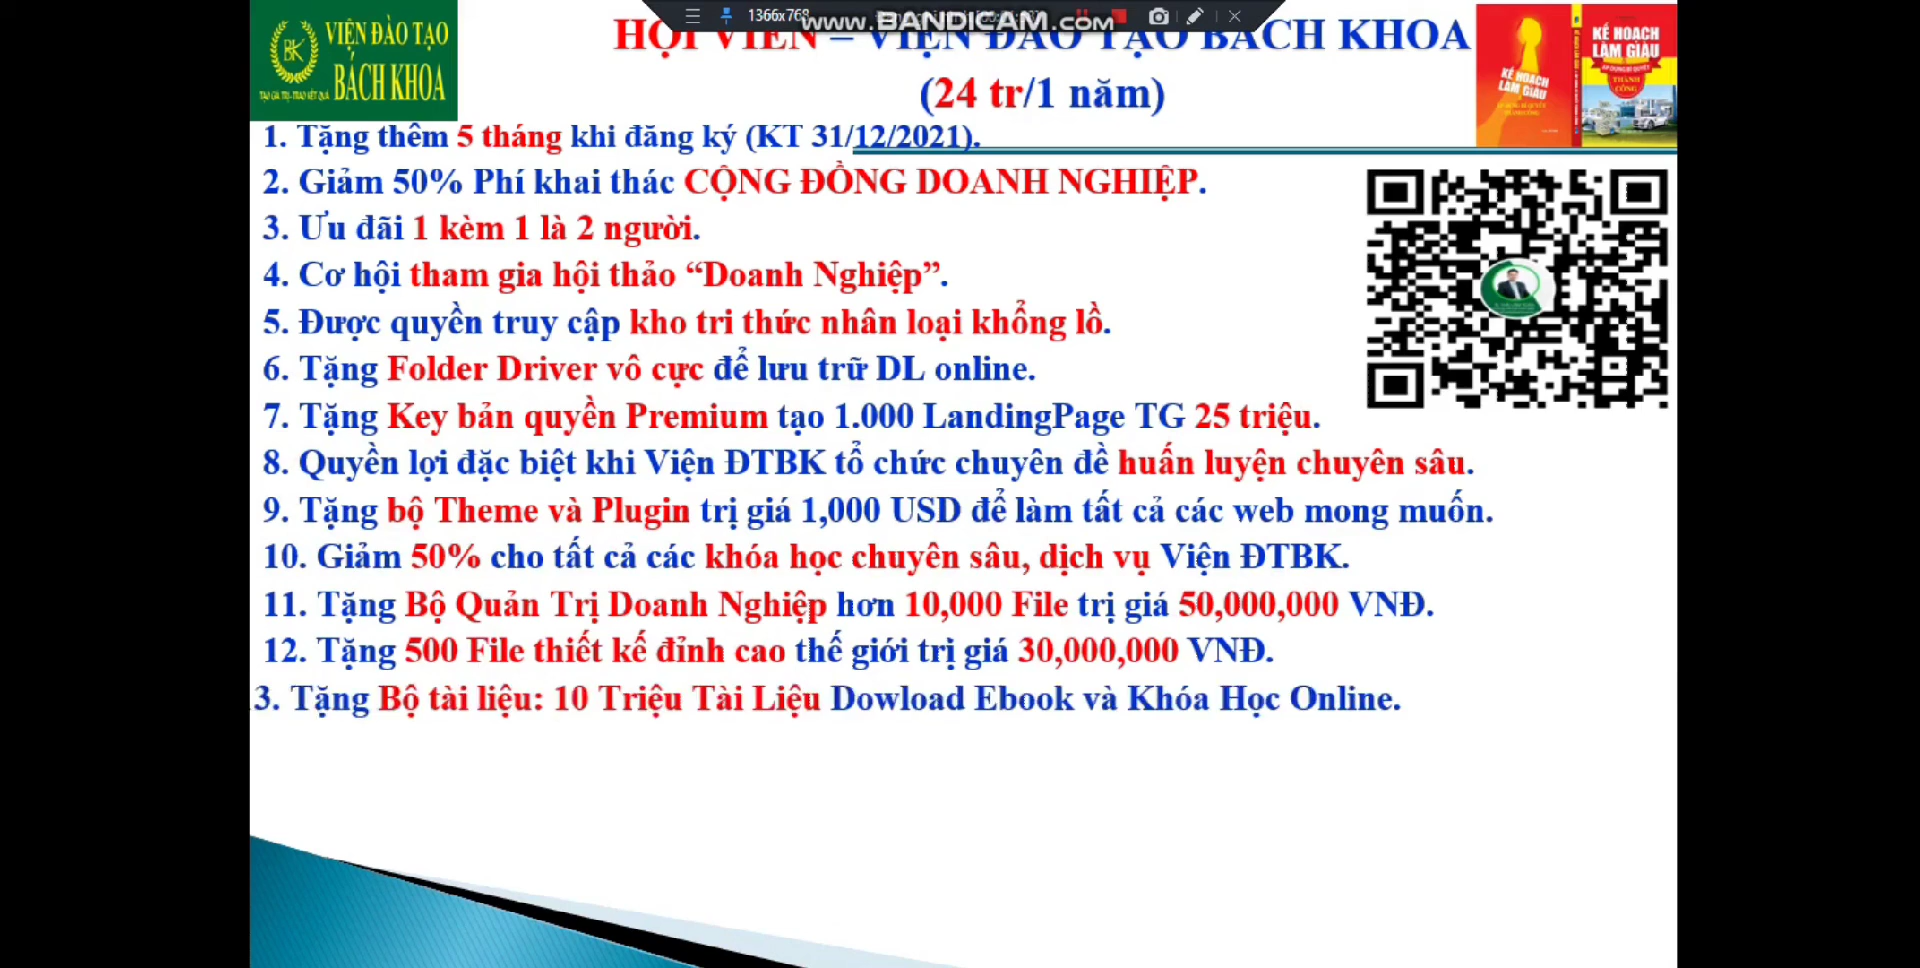 1366x768
www.BANDICAM.com
VIỆN ĐÀO TẠO
BÁCH KHOA
BK
HỘI VIÊN – VIỆN ĐÀO TẠO BÁCH KHOA
(24 tr/1 năm)
KẾ HOẠCH
LÀM GIÀU
KẾ HOẠCH
LÀM GIÀU
THÀNH
CÔNG
1. Tặng thêm 5 tháng khi đăng ký (KT 31/12/2021).
2. Giảm 50% Phí khai thác CỘNG ĐỒNG DOANH NGHIỆP.
3. Ưu đãi 1 kèm 1 là 2 người.
4. Cơ hội tham gia hội thảo “Doanh Nghiệp”.
5. Được quyền truy cập kho tri thức nhân loại khổng lồ.
6. Tặng Folder Driver vô cực để lưu trữ DL online.
7. Tặng Key bản quyền Premium tạo 1.000 LandingPage TG 25 triệu.
8. Quyền lợi đặc biệt khi Viện ĐTBK tổ chức chuyên đề huấn luyện chuyên sâu.
9. Tặng bộ Theme và Plugin trị giá 1,000 USD để làm tất cả các web mong muốn.
10. Giảm 50% cho tất cả các khóa học chuyên sâu, dịch vụ Viện ĐTBK.
11. Tặng Bộ Quản Trị Doanh Nghiệp hơn 10,000 File trị giá 50,000,000 VNĐ.
12. Tặng 500 File thiết kế đỉnh cao thế giới trị giá 30,000,000 VNĐ.
3. Tặng Bộ tài liệu: 10 Triệu Tài Liệu Dowload Ebook và Khóa Học Online.